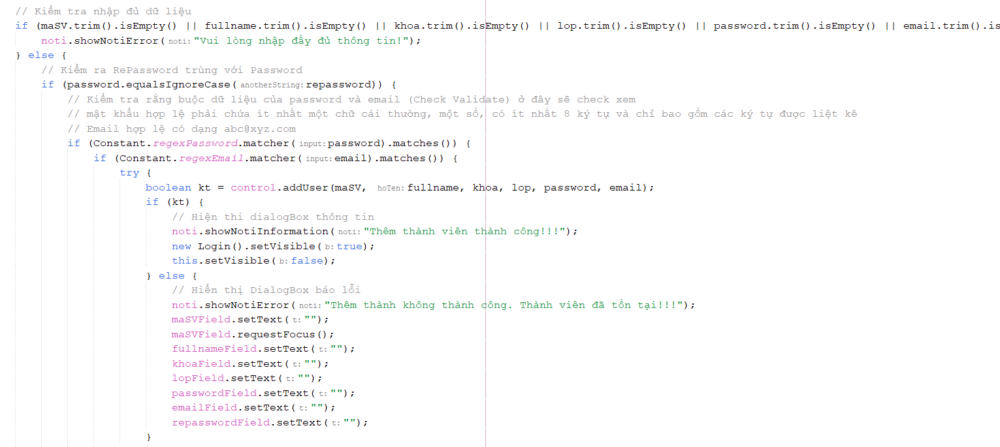 // Kiểm tra nhập đủ dữ liệu
if (maSV.trim().isEmpty() || fullname.trim().isEmpty() || khoa.trim().isEmpty() || lop.trim().isEmpty() || password.trim().isEmpty() || email.trim().is
noti.showNotiError( noti: "Vui lòng nhập đầy đủ thông tin!");
} else {
// Kiểm ra RePassword trùng với Password
if (password.equalsIgnoreCase( anotherString: repassword)) {
// Kiểm tra rằng buộc dữ liệu của password và email (Check Validate) ở đây sẽ check xem
// mật khẩu hợp lệ phải chứa ít nhất một chữ cái thường, một số, có ít nhất 8 ký tự và chỉ bao gồm các ký tự được liệt kê
// Email hợp lệ có dạng abc@xyz.com
if (Constant.regexPassword.matcher( input: password).matches()) {
if (Constant.regexEmail.matcher( input: email).matches()) {
try {
boolean kt = control.addUser(maSV, hoTen: fullname, khoa, lop, password, email);
if (kt) {
// Hiện thi dialogBox thông tin
noti.showNotiInformation( noti: "Thêm thành viên thành công!!!");
new Login().setVisible( b: true);
this.setVisible( b: false);
} else {
// Hiển thị DialogBox báo lỗi
noti.showNotiError( noti: "Thêm thành không thành công. Thành viên đã tồn tại!!!");
maSVField.setText( t: "");
maSVField.requestFocus();
fullnameField.setText( t: "");
khoaField.setText( t: "");
lopField.setText( t: "");
passwordField.setText( t: "");
emailField.setText( t: "");
repasswordField.setText( t: "");
}